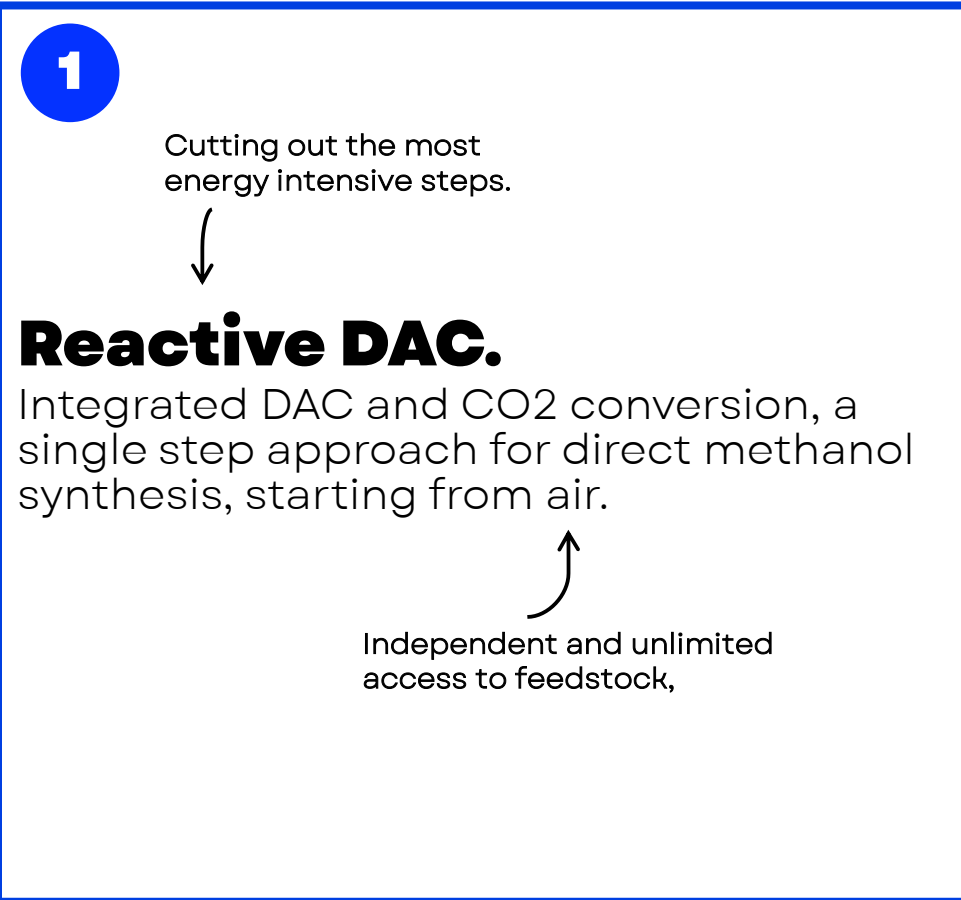 1
Cutting out the most
energy intensive steps.
Reactive DAC.
Integrated DAC and CO2 conversion, a
single step approach for direct methanol
synthesis, starting from air.
Independent and unlimited
access to feedstock,